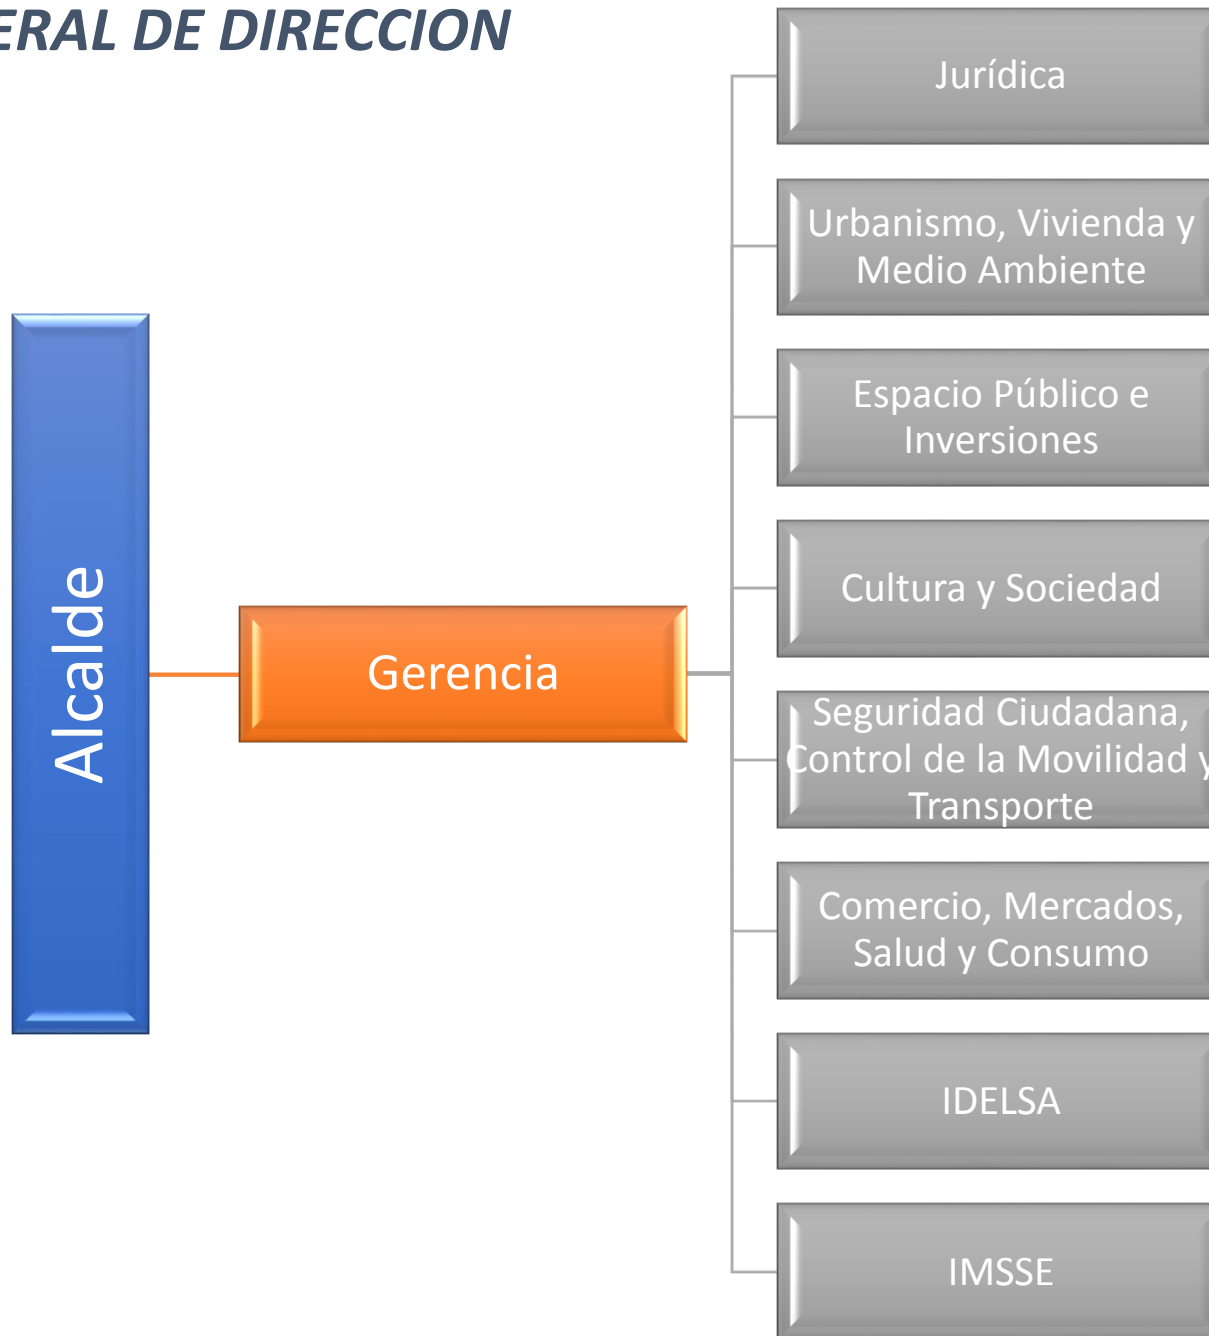 ERAL DE DIRECCION
Jurídica
Urbanismo, Vivienda y
Medio Ambiente
Espacio Público e
Inversiones
Cultura y Sociedad
Alcalde
Gerencia
Seguridad Ciudadana,
Control de la Movilidad y
Transporte
Comercio, Mercados,
Salud y Consumo
IDELSA
IMSSE